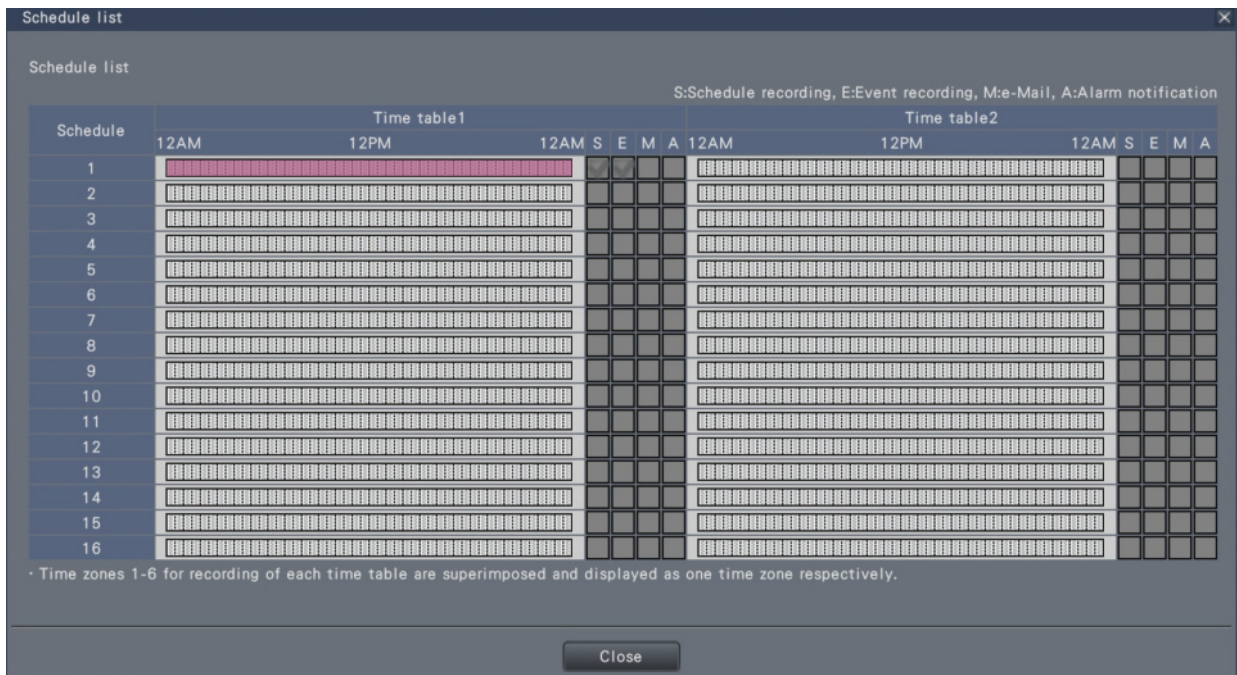 Schedule list
Schedule list
S:Schedule recording, E:Event recording, M:e-Mail, A:Alarm notification
Schedule Time table1 Time table2
12AM 12PM 12AM S E M A 12AM 12PM 12AM S E M A
1
2
3
4
5
6
7
8
9
10
11
12
13
14
15
16
· Time zones 1-6 for recording of each time table are superimposed and displayed as one time zone respectively.
Close